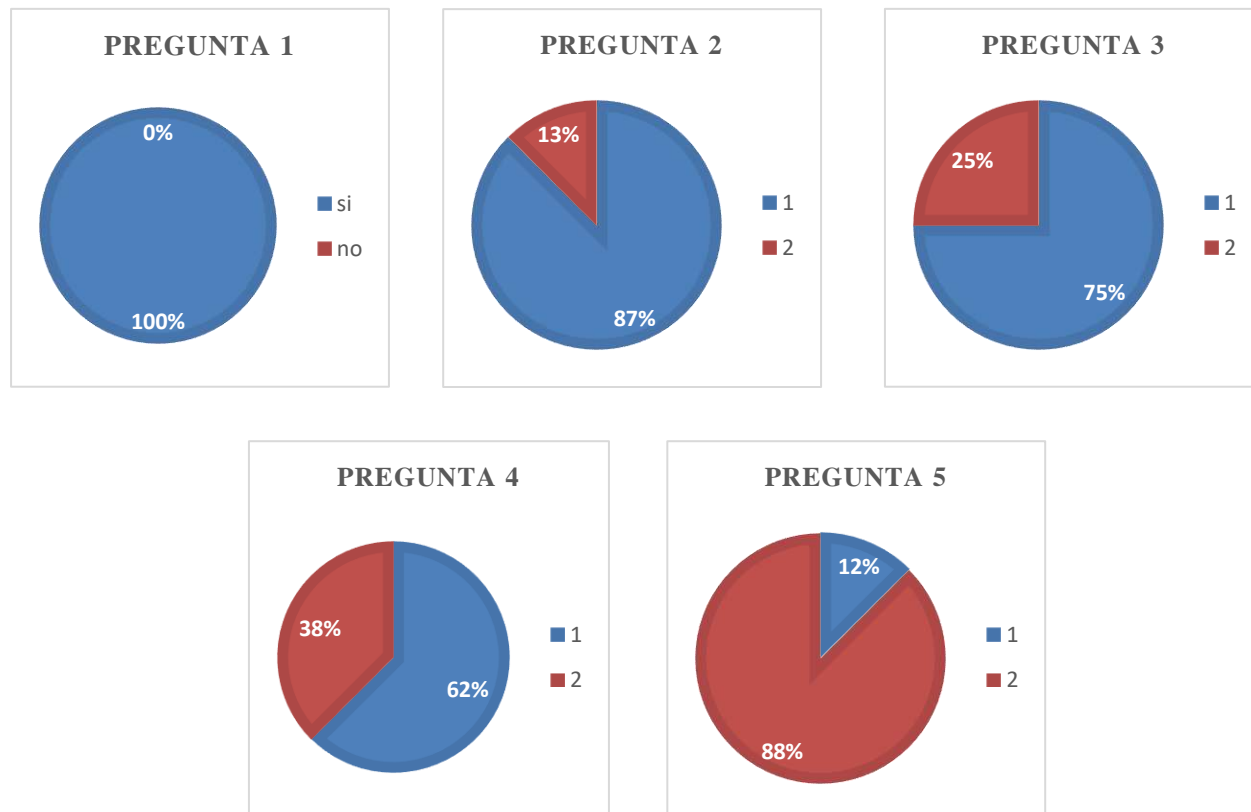 PREGUNTA 1
0%
100%
si
no
PREGUNTA 2
13%
87%
1
2
PREGUNTA 3
25%
75%
1
2
PREGUNTA 4
38%
62%
1
2
PREGUNTA 5
12%
88%
1
2